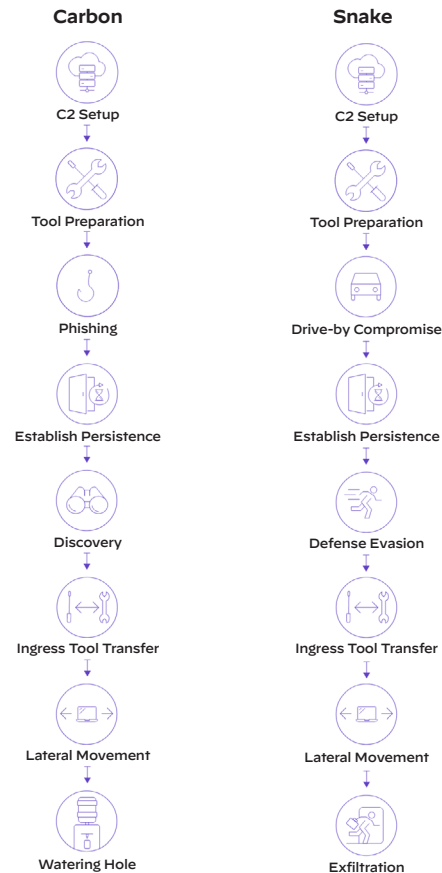 Carbon
C2 Setup
Tool Preparation
Phishing
Establish Persistence
Discovery
Ingress Tool Transfer
Lateral Movement
Watering Hole
Snake
C2 Setup
Tool Preparation
Drive-by Compromise
Establish Persistence
Defense Evasion
Ingress Tool Transfer
Lateral Movement
Exfiltration